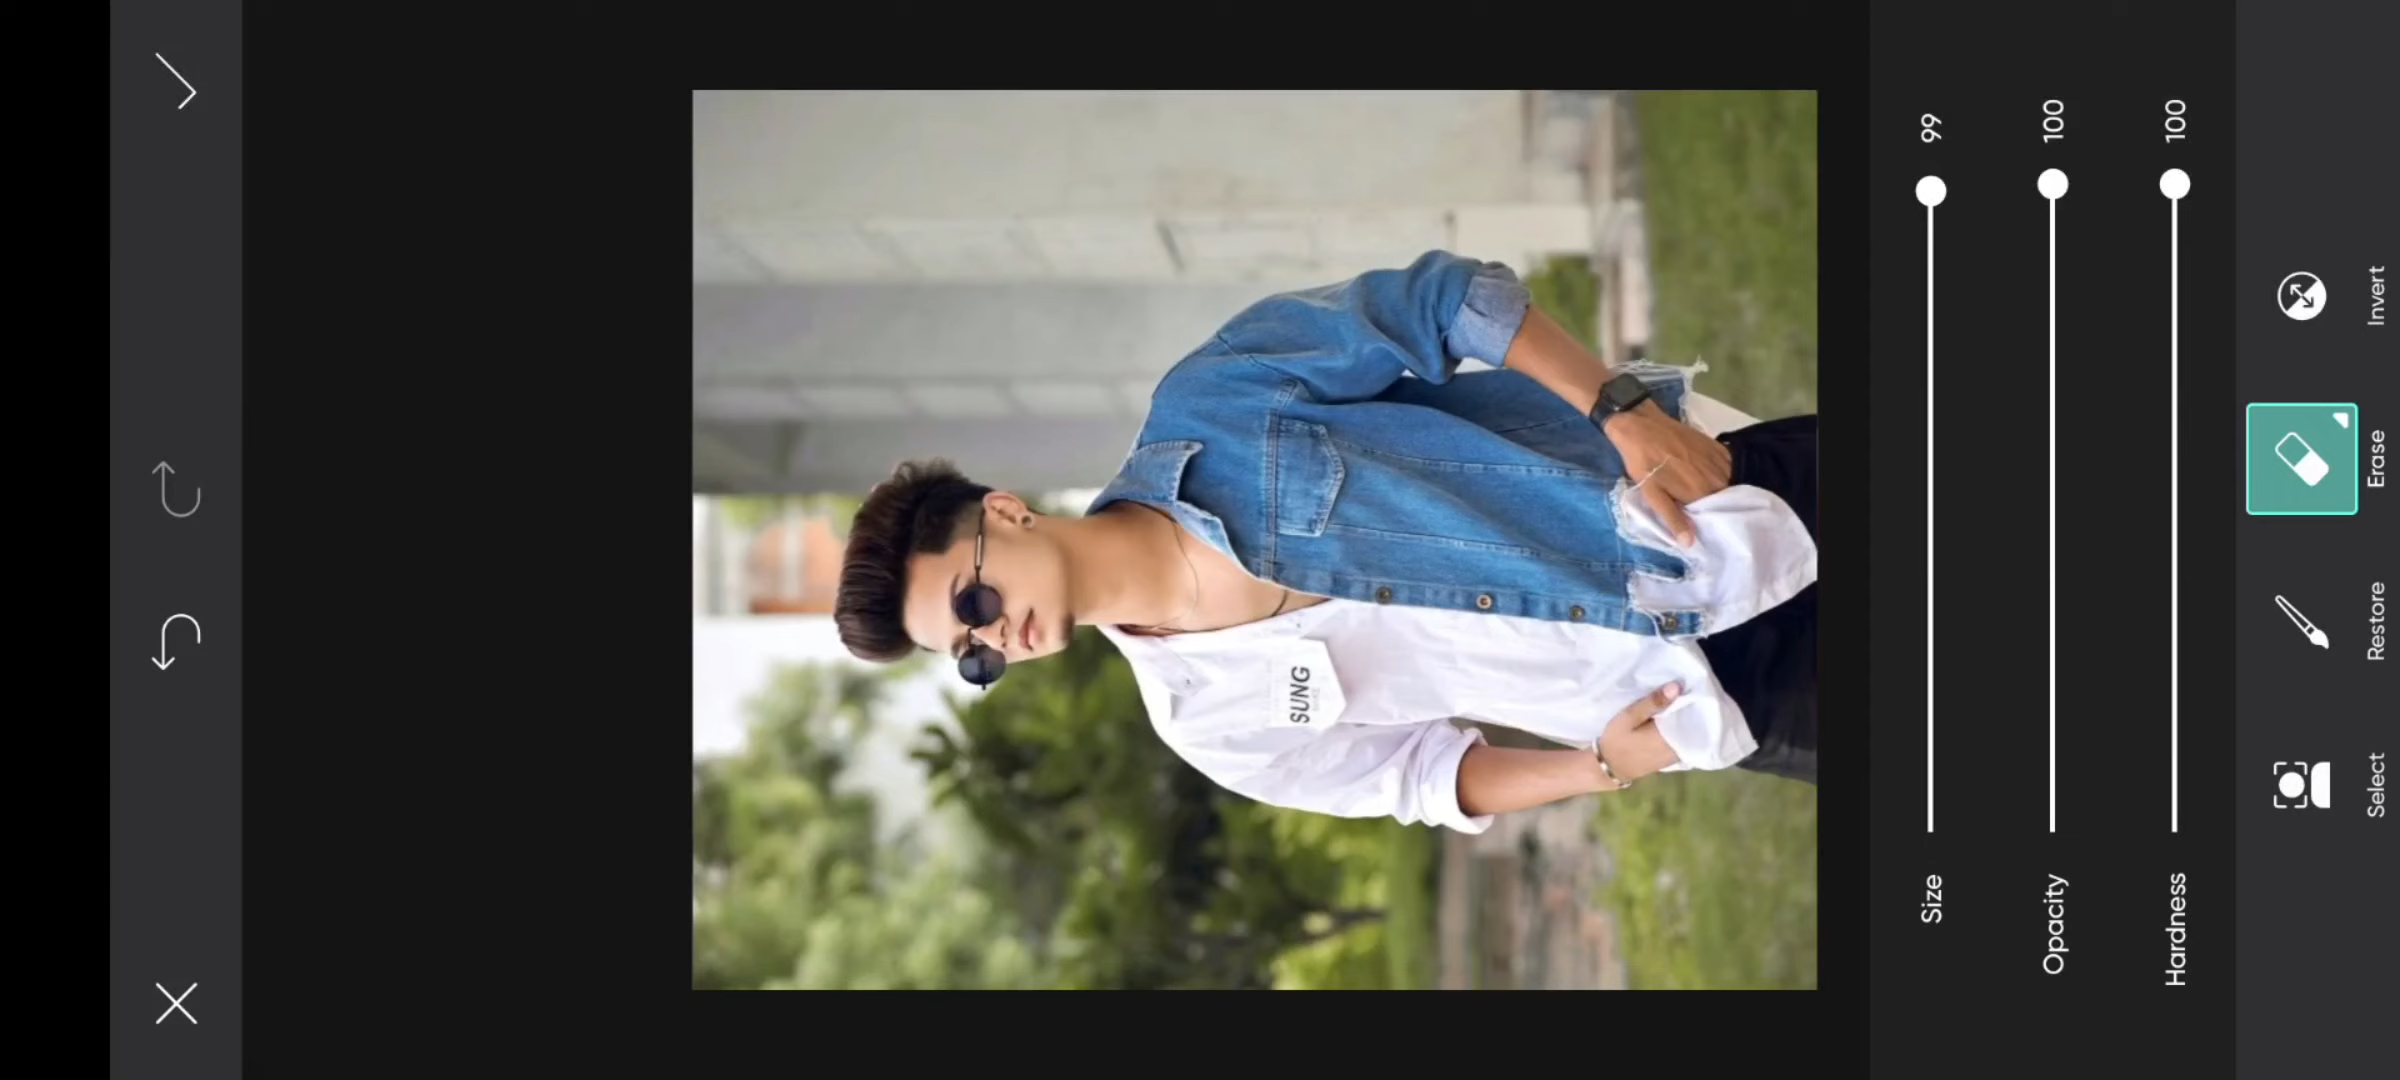 SUNG
Size 99
Opacity 100
Hardness 100
Select
Restore
Erase
Invert